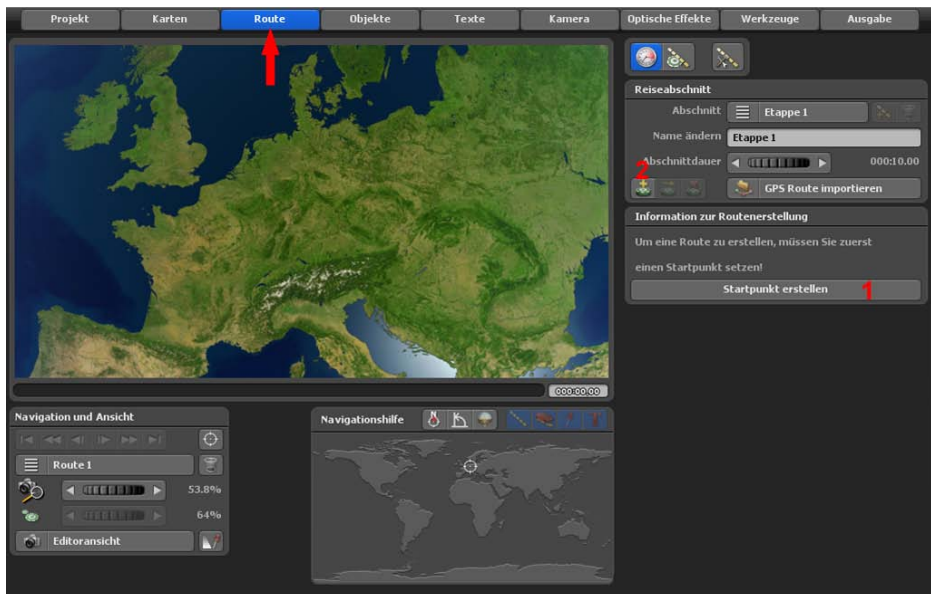 Projekt Karten Route Objekte Texte Kamera Optische Effekte Werkzeuge Ausgabe
Reiseabschnitt
Abschnitt Etappe 1
Name ändern Etappe 1
Abschnittdauer 000:10.00
2
GPS Route importieren
Information zur Routenerstellung
Um eine Route zu erstellen, müssen Sie zuerst
einen Startpunkt setzen!
Startpunkt erstellen 1
000:00.00
Navigation und Ansicht
Route 1
53.8%
64%
Editoransicht
Navigationshilfe